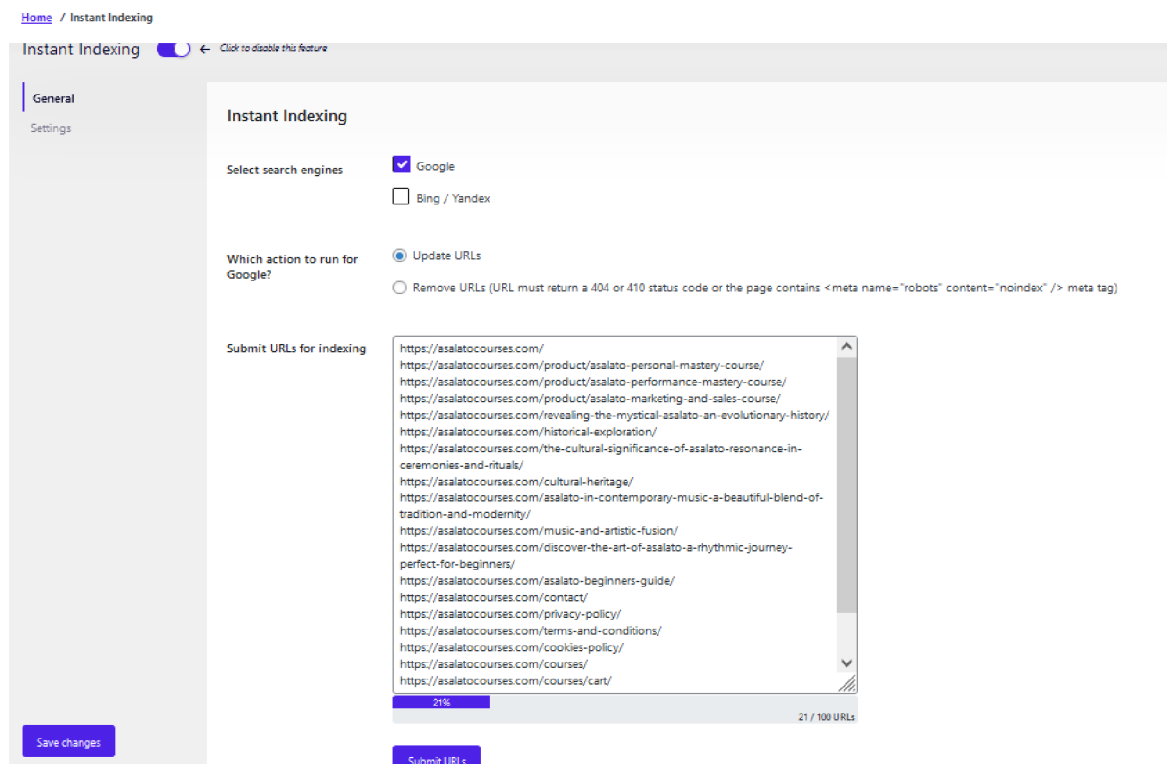 Home / Instant Indexing
Instant Indexing ← Click to disable this feature
General
Settings
Instant Indexing
Select search engines
Google
Bing / Yandex
Which action to run for
Google?
Update URLs
Remove URLs (URL must return a 404 or 410 status code or the page contains <meta name="robots" content="noindex" /> meta tag)
Submit URLs for indexing
https://asalatocourses.com/
https://asalatocourses.com/product/asalato-personal-mastery-course/
https://asalatocourses.com/product/asalato-performance-mastery-course/
https://asalatocourses.com/product/asalato-marketing-and-sales-course/
https://asalatocourses.com/revealing-the-mystical-asalato-an-evolutionary-history/
https://asalatocourses.com/historical-exploration/
https://asalatocourses.com/the-cultural-significance-of-asalato-resonance-in-
ceremonies-and-rituals/
https://asalatocourses.com/cultural-heritage/
https://asalatocourses.com/asalato-in-contemporary-music-a-beautiful-blend-of-
tradition-and-modernity/
https://asalatocourses.com/music-and-artistic-fusion/
https://asalatocourses.com/discover-the-art-of-asalato-a-rhythmic-journey-
perfect-for-beginners/
https://asalatocourses.com/asalato-beginners-guide/
https://asalatocourses.com/contact/
https://asalatocourses.com/privacy-policy/
https://asalatocourses.com/terms-and-conditions/
https://asalatocourses.com/cookies-policy/
https://asalatocourses.com/courses/
https://asalatocourses.com/courses/cart/
21%
21 / 100 URLs
Save changes
Submit URLs